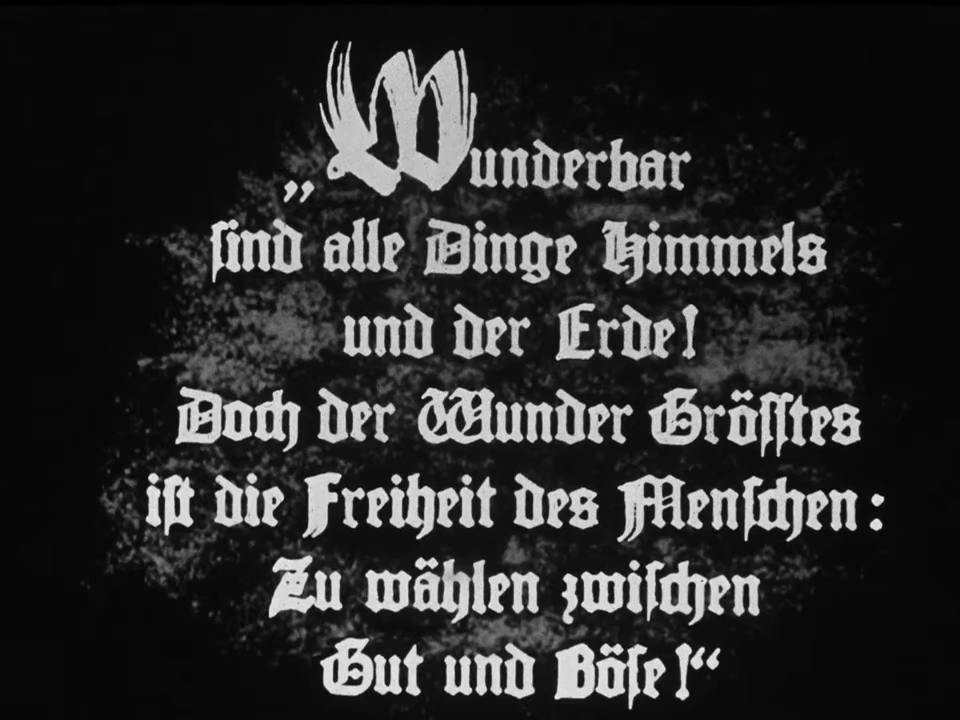 „Wunderbar
sind alle Dinge Himmels
und der Erde!
Doch der Wunder Grösstes
ist die Freiheit des Menschen:
Zu wählen zwischen
Gut und Böse!“